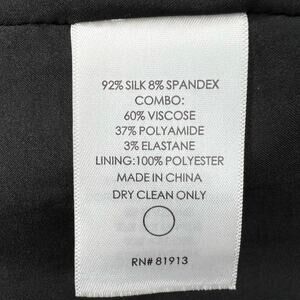 92% SILK 8% SPANDEX
COMBO:
60% VISCOSE
37% POLYAMIDE
3% ELASTANE
LINING:100% POLYESTER
MADE IN CHINA
DRY CLEAN ONLY
RN# 81913